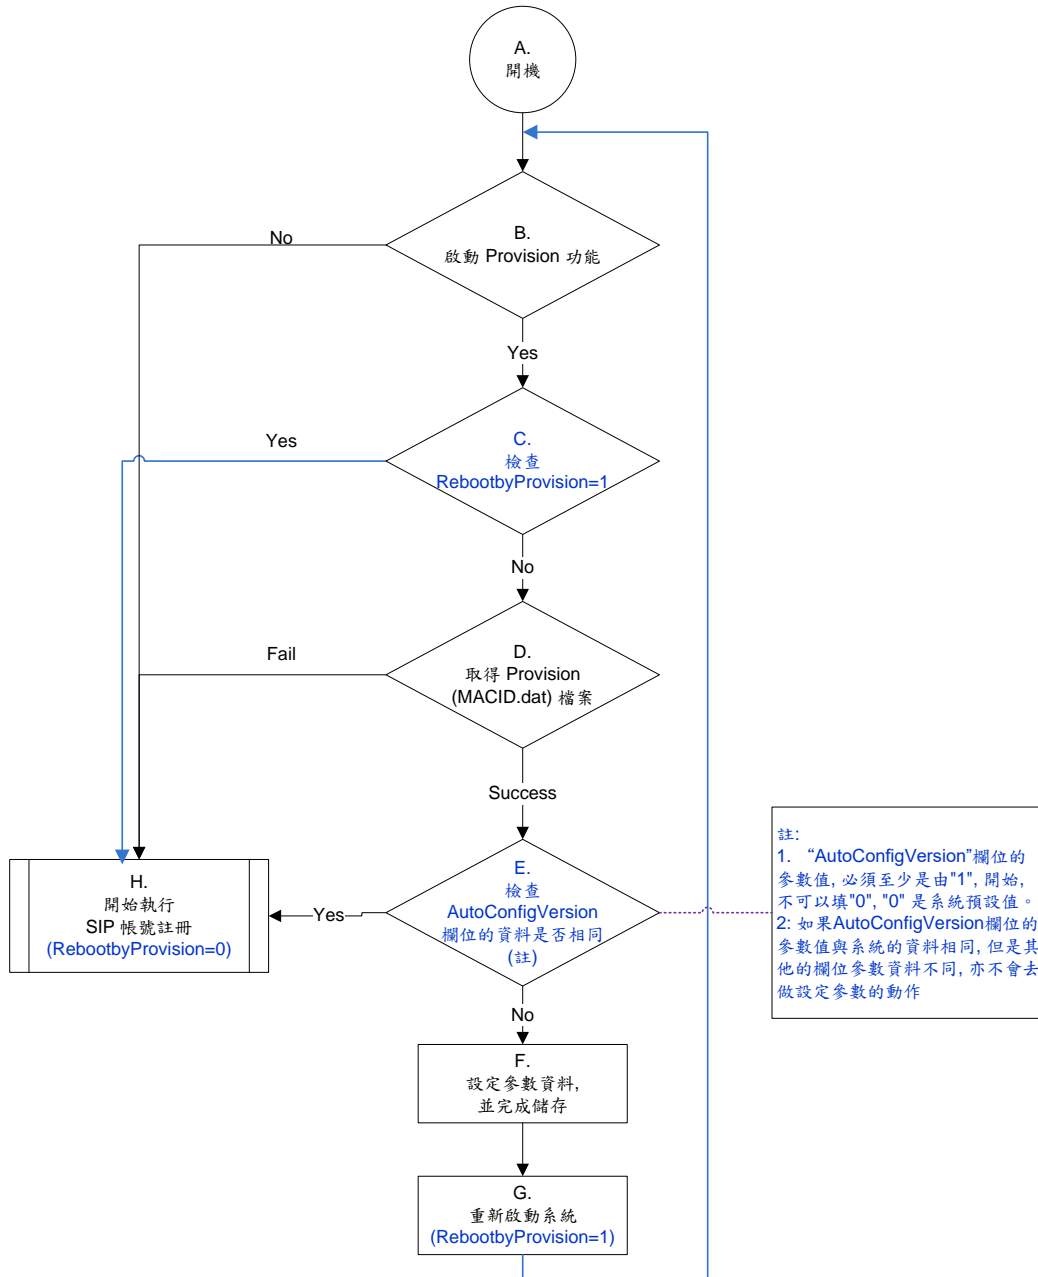 A.
開機
No
B.
啟動 Provision 功能
Yes
Yes
C.
檢查
RebootbyProvision=1
No
Fail
D.
取得 Provision
(MACID.dat) 檔案
Success
H.
開始執行
SIP 帳號註冊
(RebootbyProvision=0)
Yes
E.
檢查
AutoConfigVersion
欄位的資料是否相同
(註)
註:
1. “AutoConfigVersion”欄位的
參數值, 必須至少是由"1", 開始,
不可以填"0", "0" 是系統預設值。
2: 如果AutoConfigVersion欄位的
參數值與系統的資料相同, 但是其
他的欄位參數資料不同, 亦不會去
做設定參數的動作
No
F.
設定參數資料,
並完成儲存
G.
重新啟動系統
(RebootbyProvision=1)